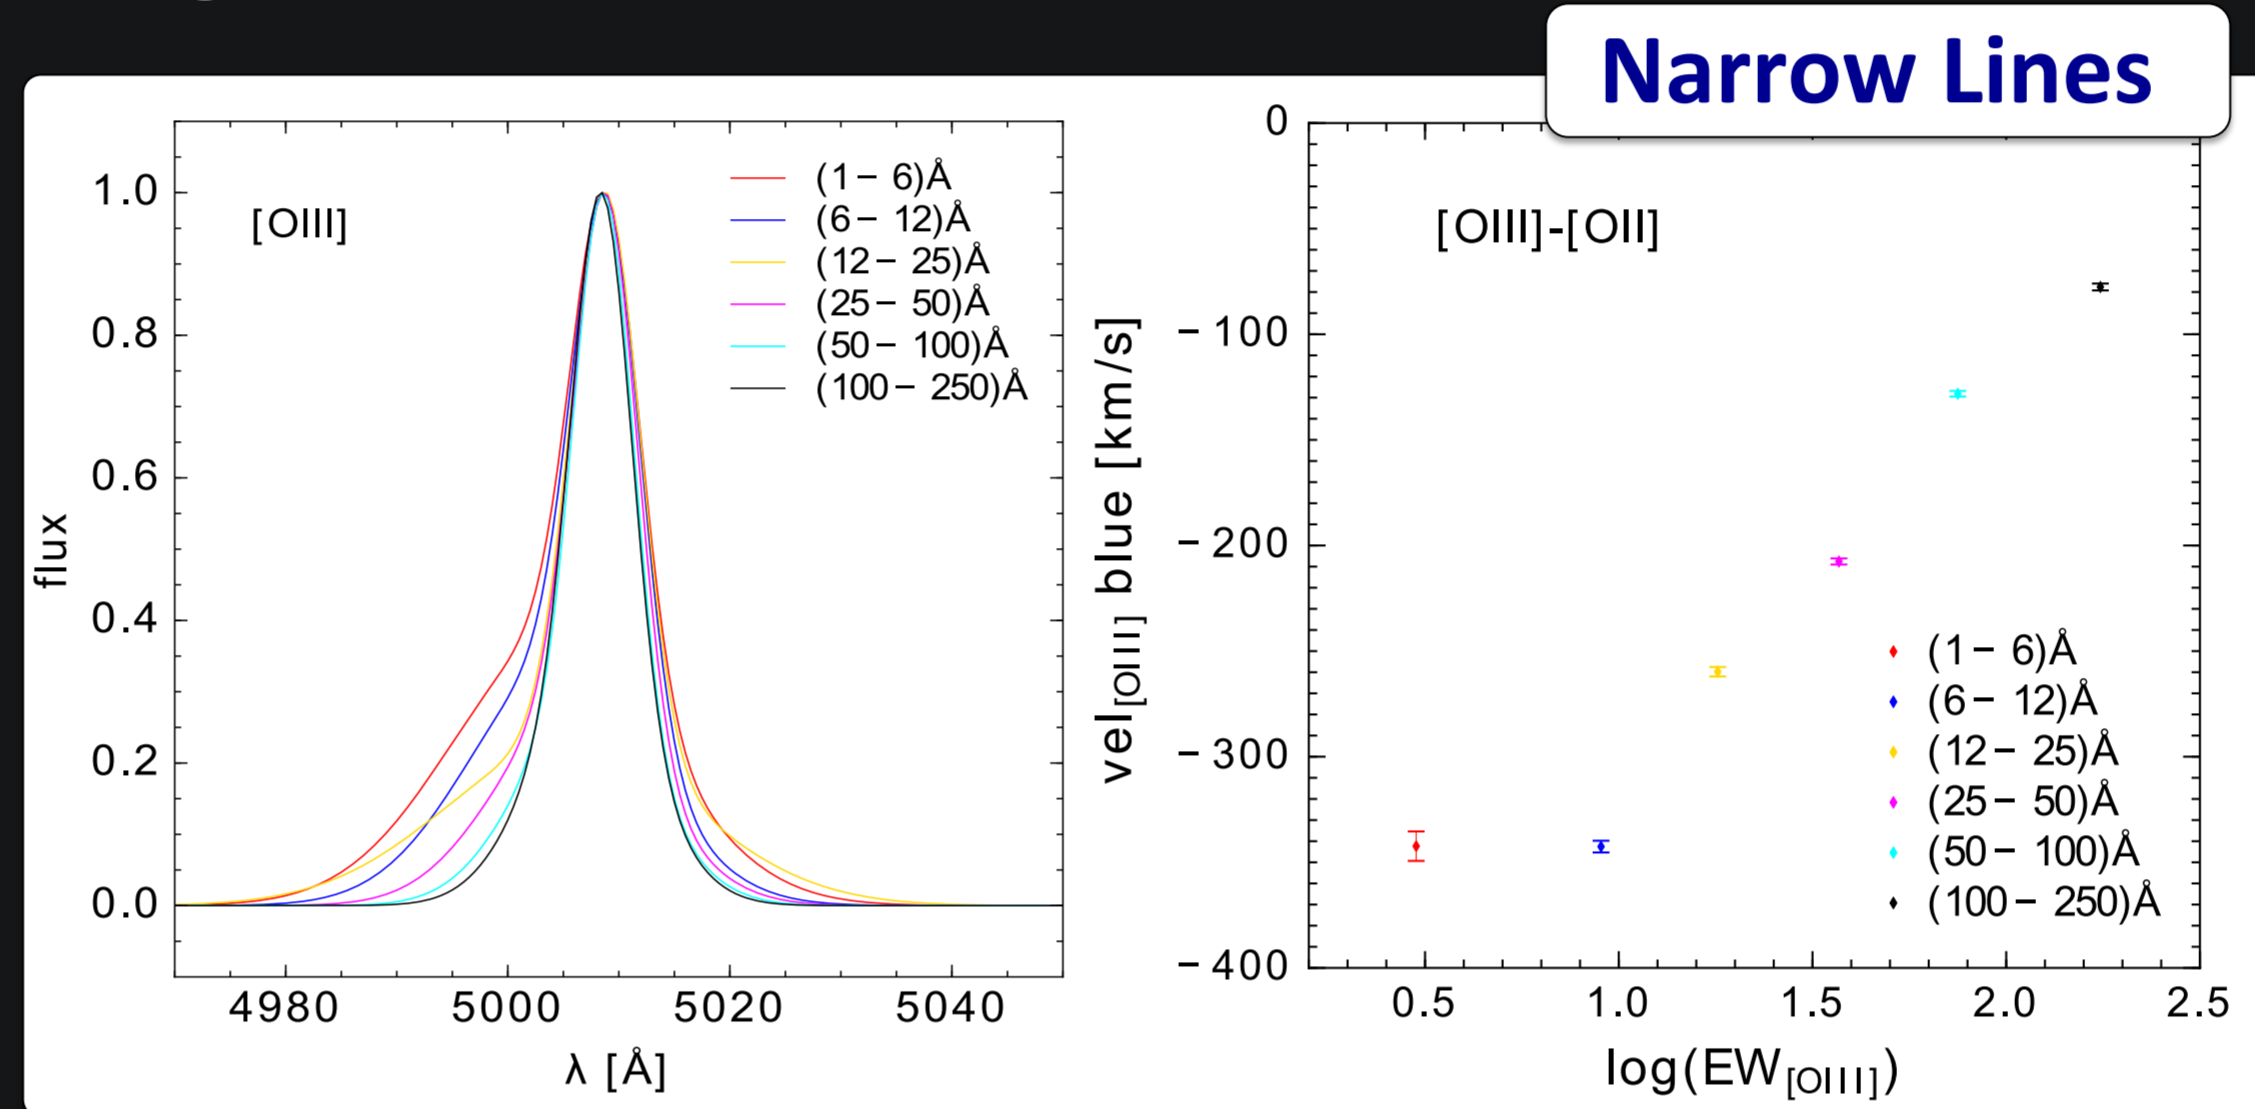 Narrow Lines
[OIII]
(1− 6)Å
(6− 12)Å
(12− 25)Å
(25− 50)Å
(50− 100)Å
(100− 250)Å
1.0
0.8
0.6
0.4
0.2
0.0
flux
4980
5000
5020
5040
λ [Å]
[OIII]-[OII]
0
−100
−200
−300
−400
vel[OIII] blue [km/s]
(1− 6)Å
(6− 12)Å
(12− 25)Å
(25− 50)Å
(50− 100)Å
(100− 250)Å
0.5
1.0
1.5
2.0
2.5
log(EW[OIII])